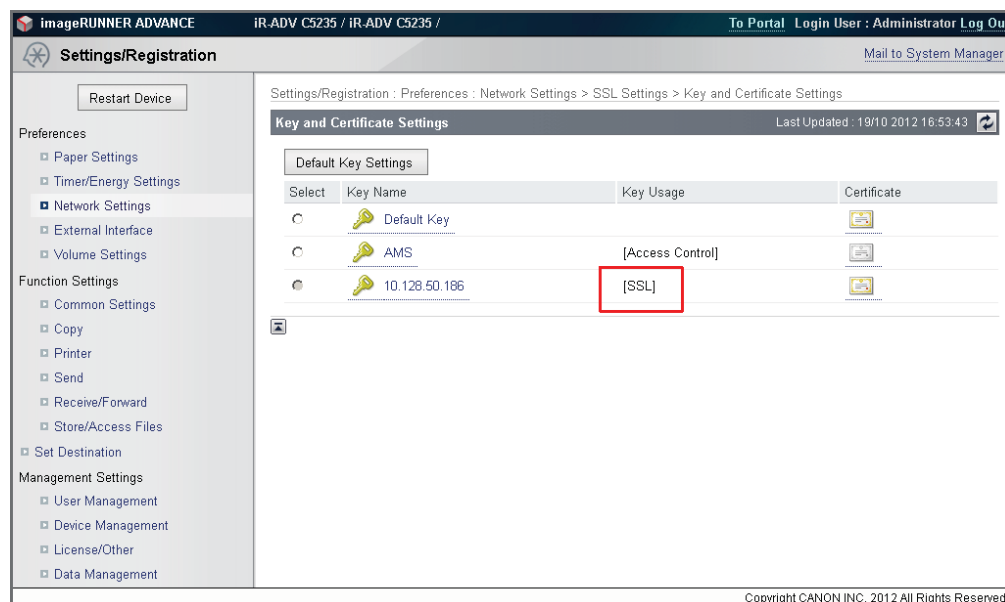 imageRUNNER ADVANCE iR-ADV C5235 / iR-ADV C5235 / To Portal Login User : Administrator Log Ou
Settings/Registration Mail to System Manager
Restart Device
Preferences
Paper Settings
Timer/Energy Settings
Network Settings
External Interface
Volume Settings
Function Settings
Common Settings
Copy
Printer
Send
Receive/Forward
Store/Access Files
Set Destination
Management Settings
User Management
Device Management
License/Other
Data Management
Settings/Registration : Preferences : Network Settings > SSL Settings > Key and Certificate Settings
Key and Certificate Settings Last Updated : 19/10 2012 16:53:43
Default Key Settings
Select Key Name Key Usage Certificate
Default Key
AMS [Access Control]
10.128.50.186 [SSL]
Copyright CANON INC. 2012 All Rights Reserved